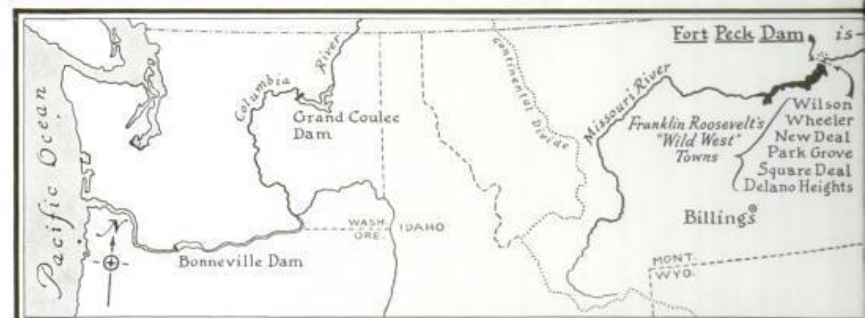 Pacific Ocean
N
Columbia River
Grand Coulee
Dam
Bonneville Dam
WASH.
ORE.
IDAHO
Continental Divide
Missouri River
Fort Peck Dam
is-
Franklin Roosevelt's
"Wild West"
Towns
Wilson
Wheeler
New Deal
Park Grove
Square Deal
Delano Heights
Billings
MONT.
WYO.